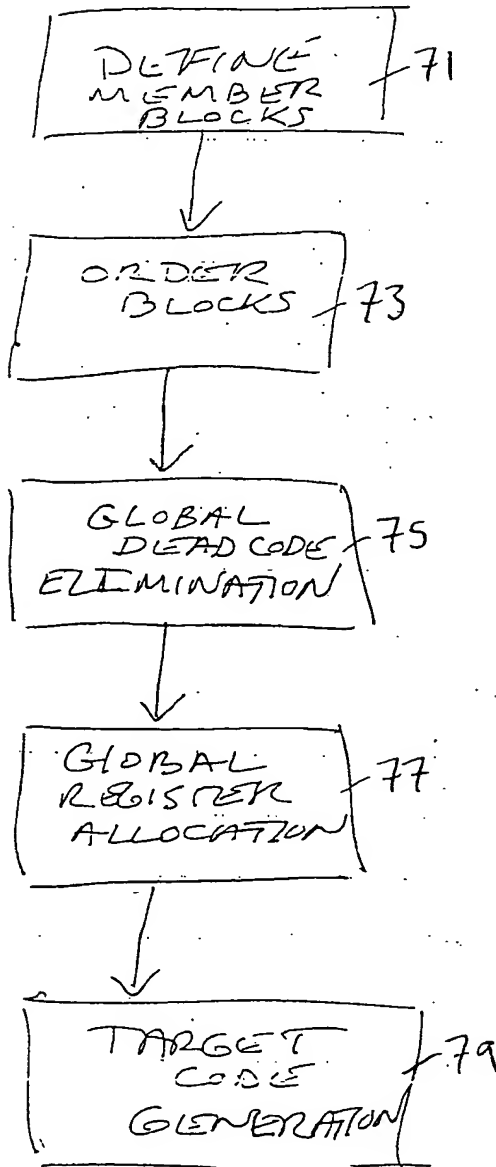 DEFINE
MEMBER
BLOCKS
71
ORDER
BLOCKS
73
GLOBAL
DEAD CODE
ELIMINATION
75
GLOBAL
REGISTER
ALLOCATION
77
TARGET
CODE
GENERATION
79